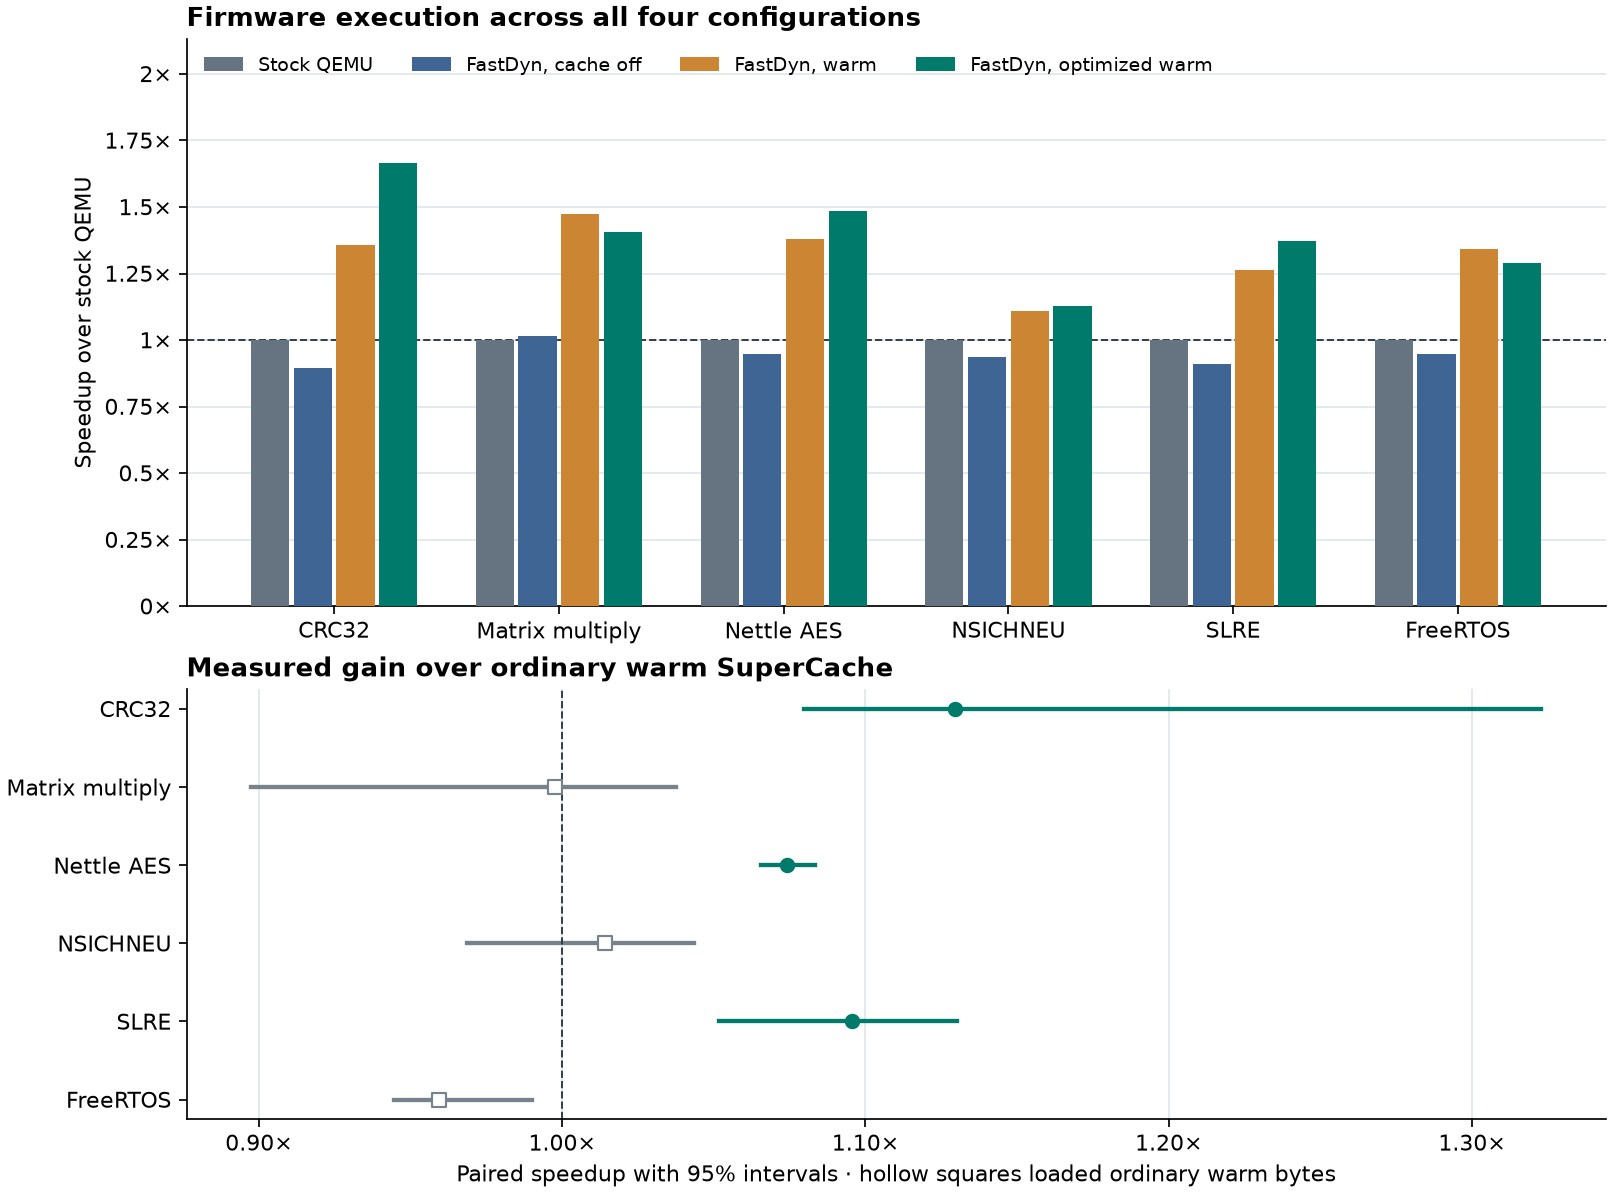 Firmware execution across all four configurations
Stock QEMU
FastDyn, cache off
FastDyn, warm
FastDyn, optimized warm
Speedup over stock QEMU
2×
1.75×
1.5×
1.25×
1×
0.75×
0.5×
0.25×
0×
CRC32
Matrix multiply
Nettle AES
NSICHNEU
SLRE
FreeRTOS
Measured gain over ordinary warm SuperCache
CRC32
Matrix multiply
Nettle AES
NSICHNEU
SLRE
FreeRTOS
0.90×
1.00×
1.10×
1.20×
1.30×
Paired speedup with 95% intervals · hollow squares loaded ordinary warm bytes